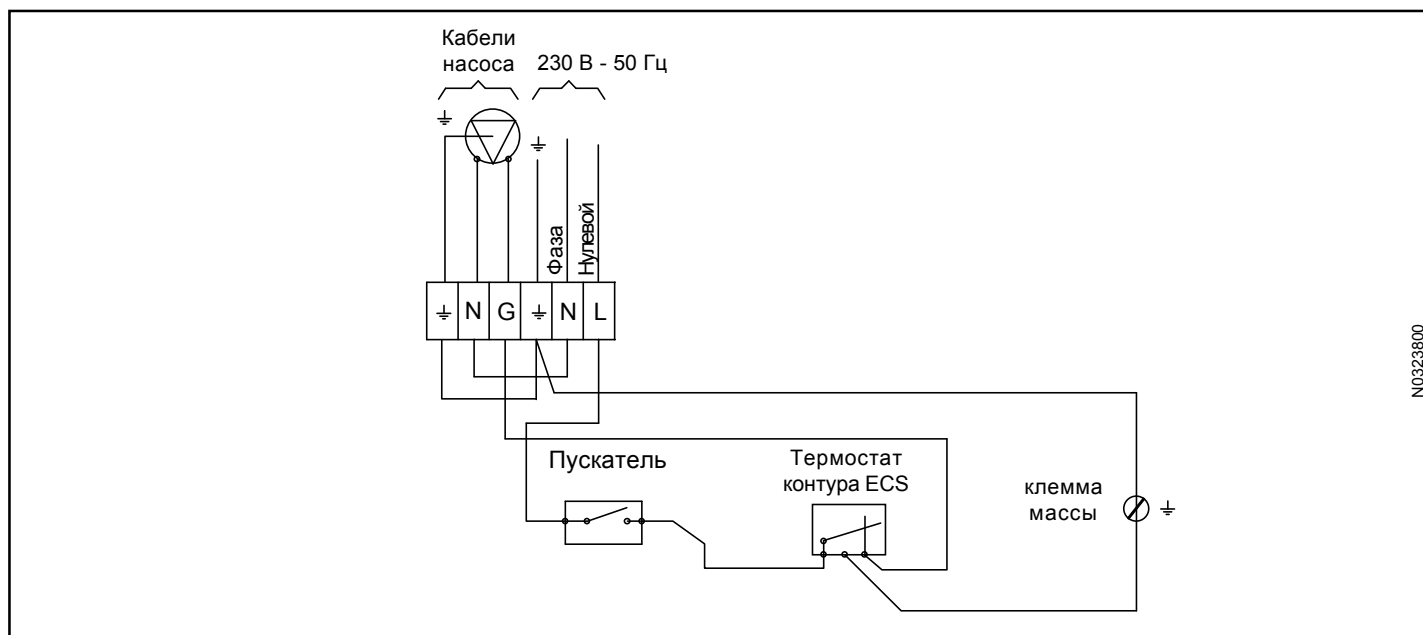 Кабели
насоса
230 В - 50 Гц
Фаза
Нулевой
N G N L
Пускатель
Термостат
контура ECS
клемма
массы
N0323800